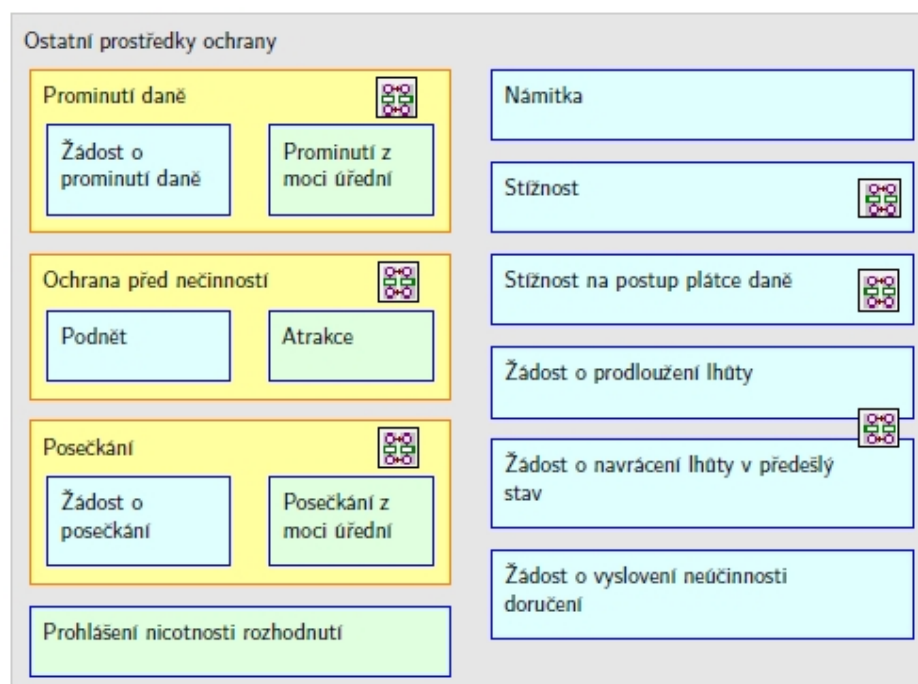 Ostatní prostředky ochrany
Prominutí daně
Žádost o
prominutí daně
Prominutí z
moci úřední
Ochrana před nečinností
Podnět
Atrakce
Posečkání
Žádost o
posečkání
Posečkání z
moci úřední
Prohlášení nicotnosti rozhodnutí
Námitka
Stížnost
Stížnost na postup plátce daně
Žádost o prodloužení lhůty
Žádost o navrácení lhůty v předešlý
stav
Žádost o vyslovení neúčinnosti
doručení